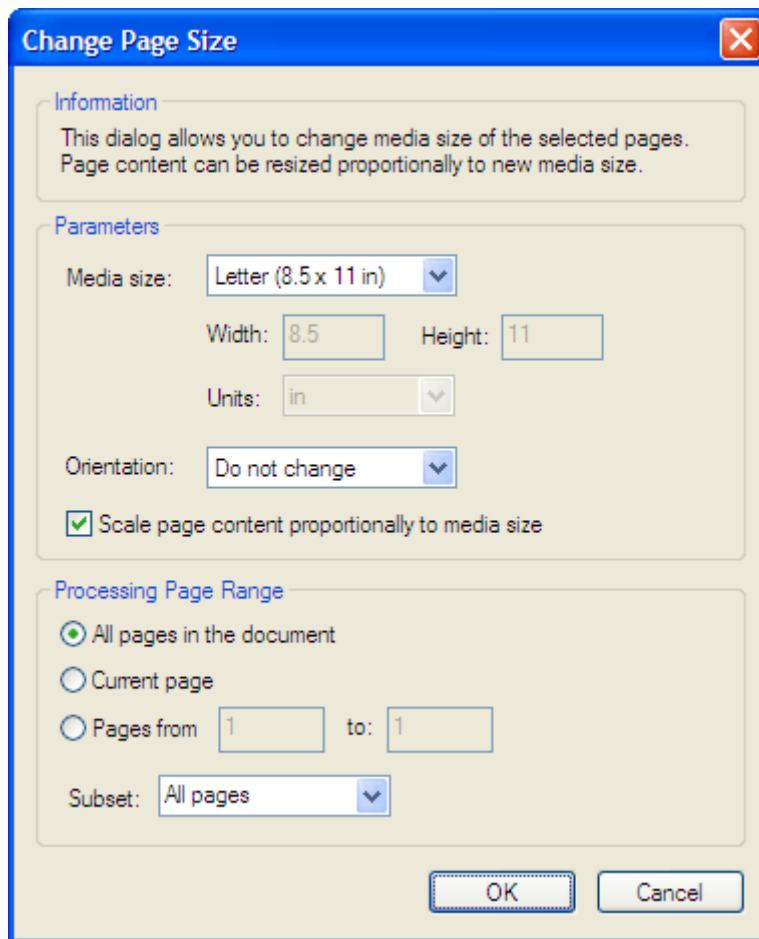 Change Page Size
Information
This dialog allows you to change media size of the selected pages.
Page content can be resized proportionally to new media size.
Parameters
Media size: Letter (8.5 x 11 in)
Width: 8.5 Height: 11
Units: in
Orientation: Do not change
Scale page content proportionally to media size
Processing Page Range
All pages in the document
Current page
Pages from 1 to: 1
Subset: All pages
OK Cancel